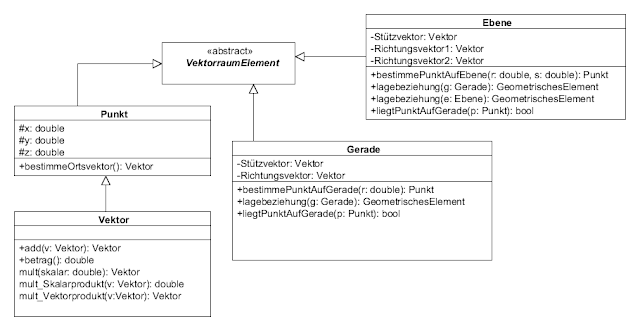 «abstract»
VektorraumElement
Ebene
-Stützvektor: Vektor
-Richtungsvektor1: Vektor
-Richtungsvektor2: Vektor
+bestimmePunktAufEbene(r: double, s: double): Punkt
+lagebeziehung(g: Gerade): GeometrischesElement
+lagebeziehung(e: Ebene): GeometrischesElement
+liegtPunktAufGerade(p: Punkt): bool
Punkt
#x: double
#y: double
#z: double
+bestimmeOrtsvektor(): Vektor
Gerade
-Stützvektor: Vektor
-Richtungsvektor: Vektor
+bestimmePunktAufGerade(r: double): Punkt
+lagebeziehung(g: Gerade): GeometrischesElement
+liegtPunktAufGerade(p: Punkt): bool
Vektor
+add(v: Vektor): Vektor
+betrag(): double
mult(skalar: double): Vektor
mult_Skalarprodukt(v: Vektor): double
mult_Vektorprodukt(v:Vektor): Vektor